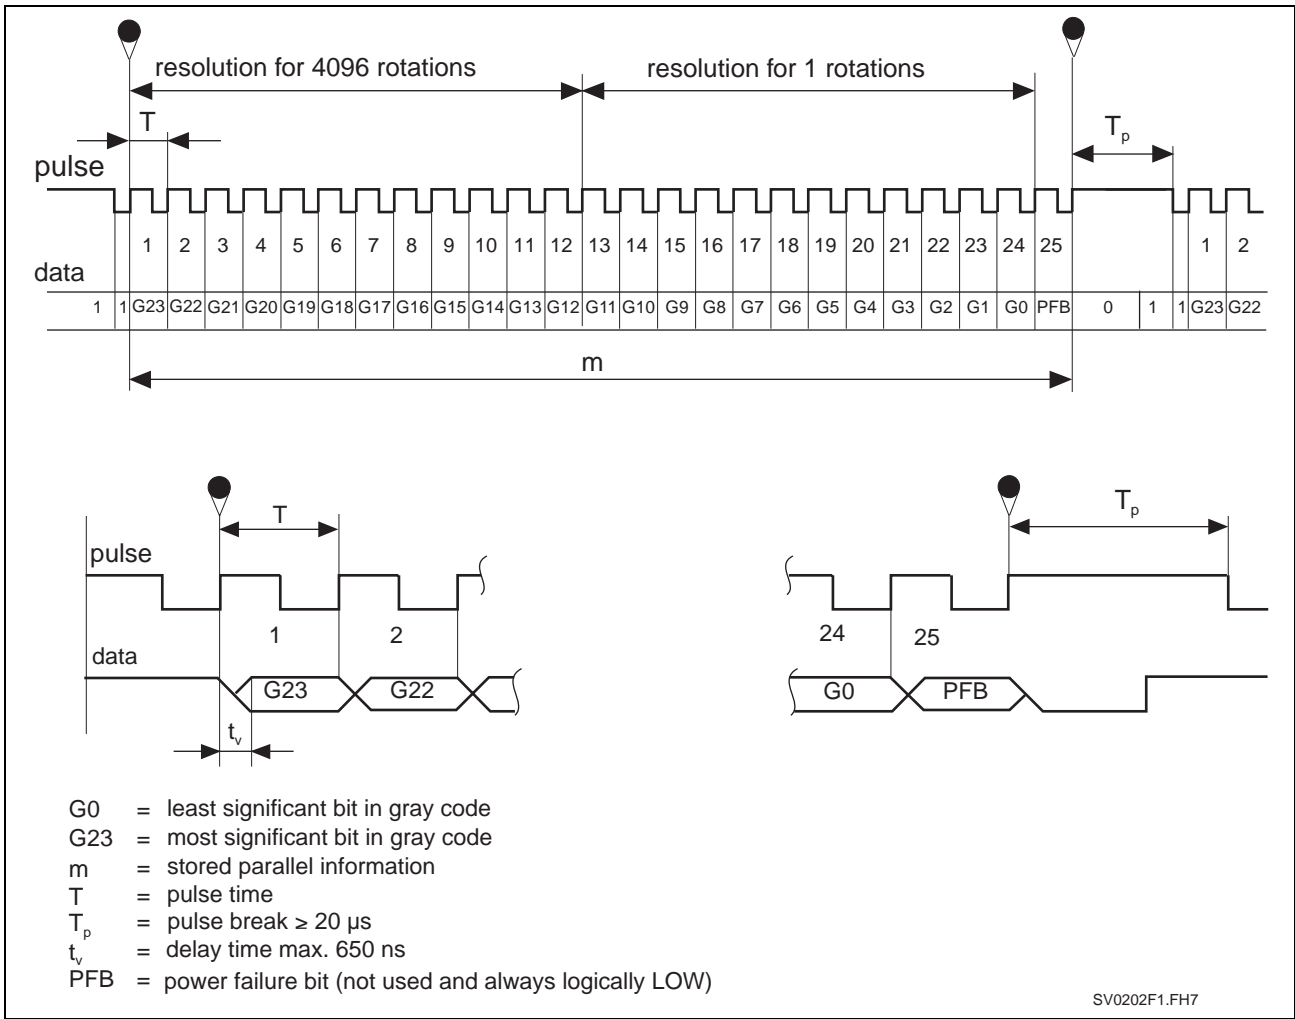 resolution for 4096 rotations resolution for 1 rotations
T Tp
pulse
1 2 3 4 5 6 7 8 9 10 11 12 13 14 15 16 17 18 19 20 21 22 23 24 25 1 2
data
1 1 G23 G22 G21 G20 G19 G18 G17 G16 G15 G14 G13 G12 G11 G10 G9 G8 G7 G6 G5 G4 G3 G2 G1 G0 PFB 0 1 1 G23 G22
m
T Tp
pulse
1 2 24 25
data
G23 G22 G0 PFB
tv
G0 = least significant bit in gray code
G23 = most significant bit in gray code
m = stored parallel information
T = pulse time
Tp = pulse break ≥ 20 µs
tv = delay time max. 650 ns
PFB = power failure bit (not used and always logically LOW)
SV0202F1.FH7